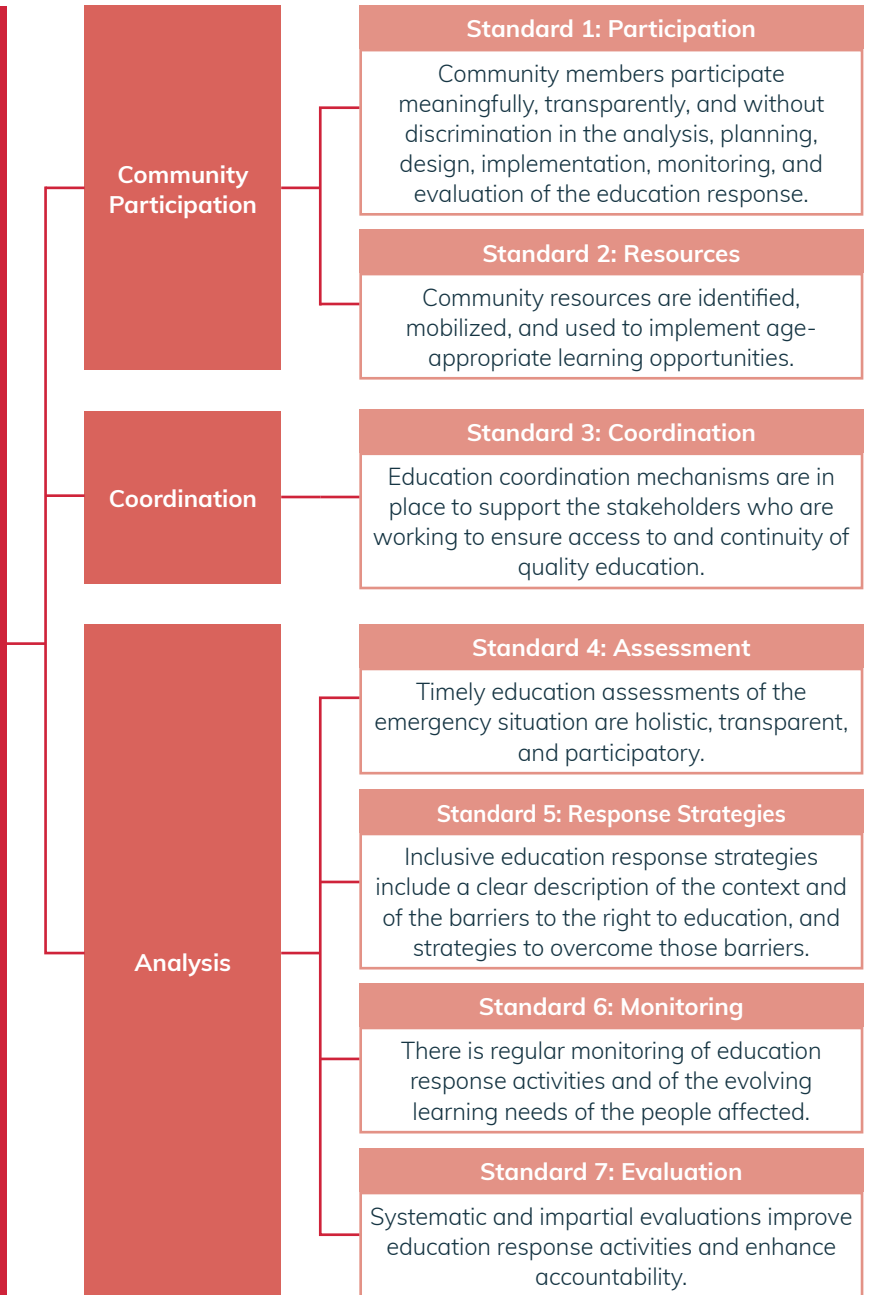 Community
Participation
Standard 1: Participation
Community members participate
meaningfully, transparently, and without
discrimination in the analysis, planning,
design, implementation, monitoring, and
evaluation of the education response.
Standard 2: Resources
Community resources are identified,
mobilized, and used to implement age-
appropriate learning opportunities.
Coordination
Standard 3: Coordination
Education coordination mechanisms are in
place to support the stakeholders who are
working to ensure access to and continuity of
quality education.
Analysis
Standard 4: Assessment
Timely education assessments of the
emergency situation are holistic, transparent,
and participatory.
Standard 5: Response Strategies
Inclusive education response strategies
include a clear description of the context and
of the barriers to the right to education, and
strategies to overcome those barriers.
Standard 6: Monitoring
There is regular monitoring of education
response activities and of the evolving
learning needs of the people affected.
Standard 7: Evaluation
Systematic and impartial evaluations improve
education response activities and enhance
accountability.